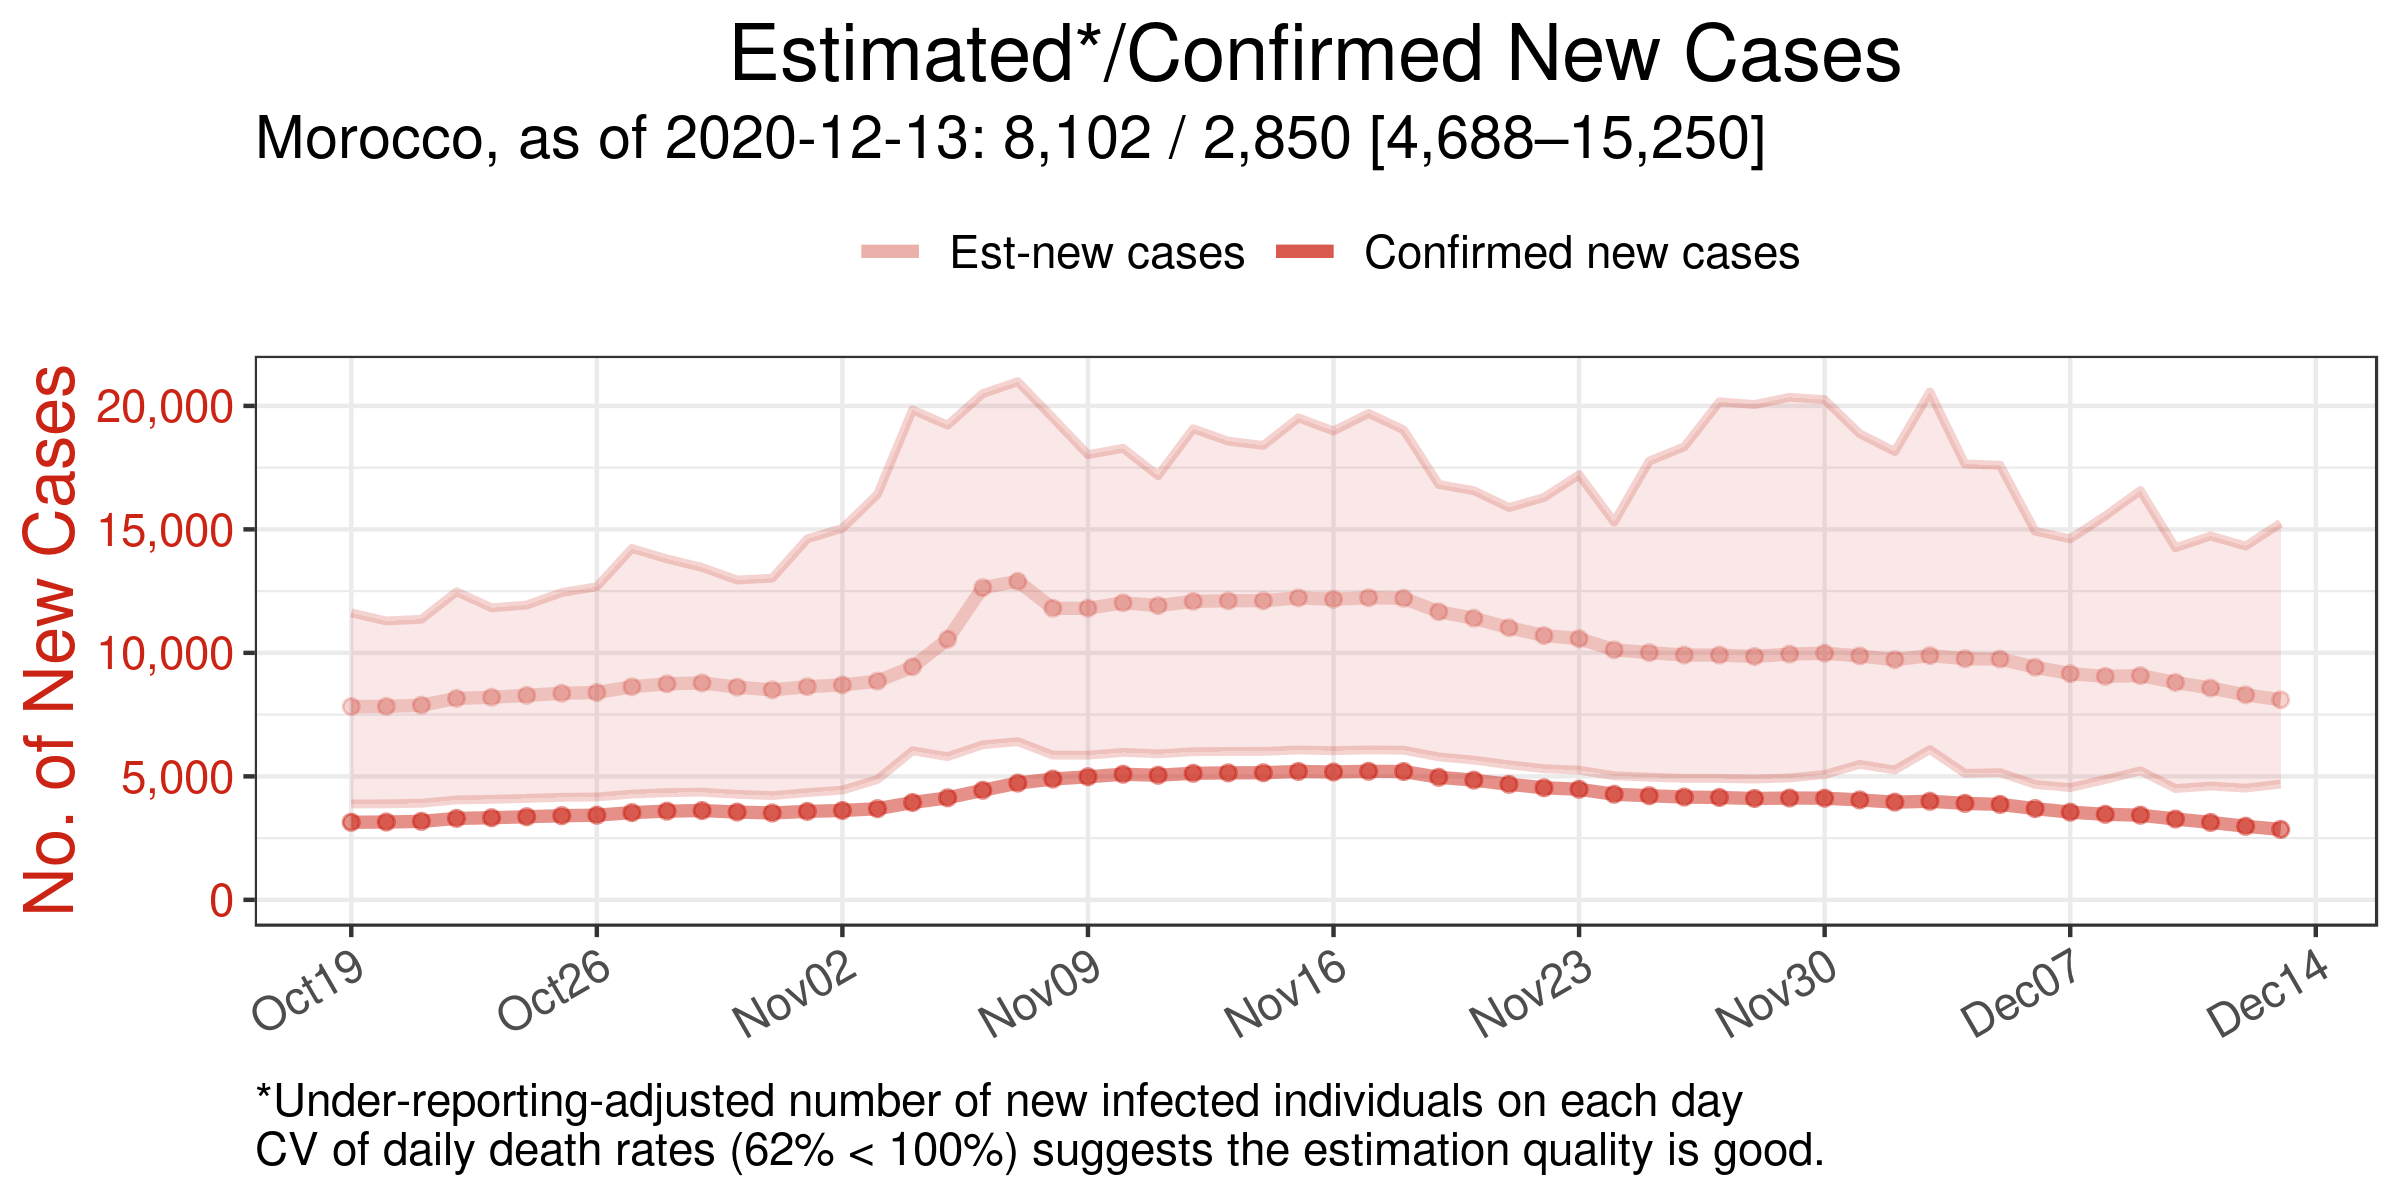 Estimated*/Confirmed New Cases
Morocco, as of 2020-12-13: 8,102 / 2,850 [4,688–15,250]
Est-new cases Confirmed new cases
No. of New Cases
20,000
15,000
10,000
5,000
0
Oct19 Oct26 Nov02 Nov09 Nov16 Nov23 Nov30 Dec07 Dec14
*Under-reporting-adjusted number of new infected individuals on each day
CV of daily death rates (62% < 100%) suggests the estimation quality is good.